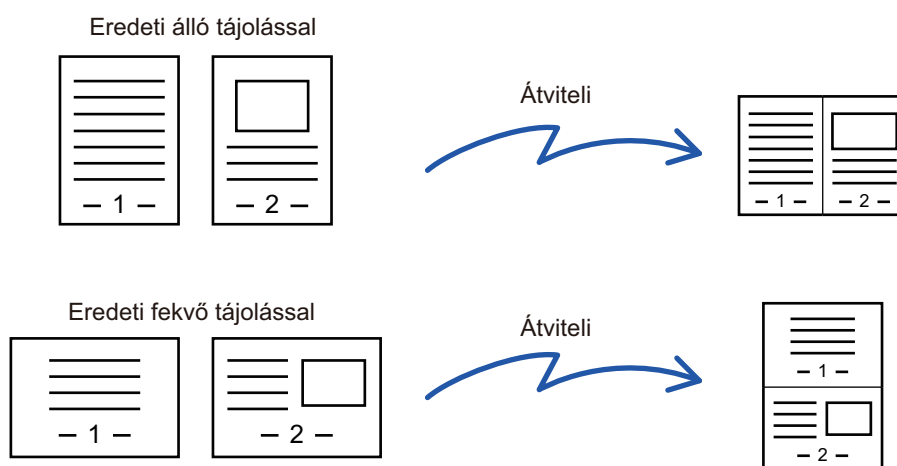 Eredeti álló tájolással
Átviteli
– 1 –
– 2 –
– 1 –
– 2 –
Eredeti fekvő tájolással
Átviteli
– 1 –
– 2 –
– 1 –
– 2 –